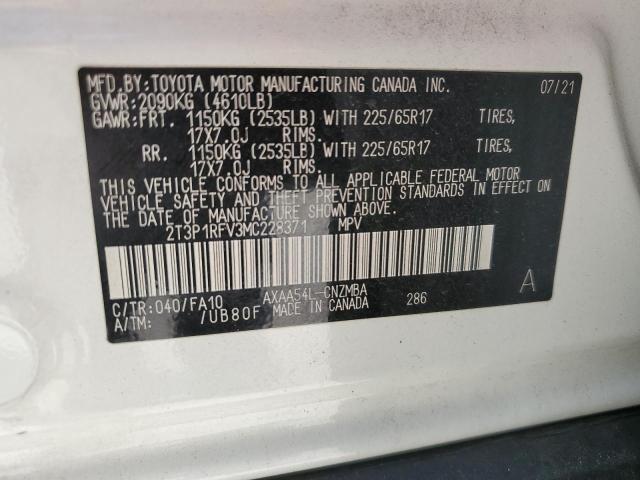 MFD.BY:TOYOTA MOTOR MANUFACTURING CANADA INC. 07/21
GVWR:2090KG (4610LB)
GAWR:FRT. 1150KG (2535LB) WITH 225/65R17 TIRES,
17X7.0J RIMS.
RR. 1150KG (2535LB) WITH 225/65R17 TIRES,
17X7.0J RIMS.
THIS VEHICLE CONFORMS TO ALL APPLICABLE FEDERAL MOTOR
VEHICLE SAFETY AND THEFT PREVENTION STANDARDS IN EFFECT ON
THE DATE OF MANUFACTURE SHOWN ABOVE.
2T3P1RFV3MC228371 MPV
C/TR:040/FA10 AXAA54L-CNZMBA 286 A
A/TM: /UB80F MADE IN CANADA